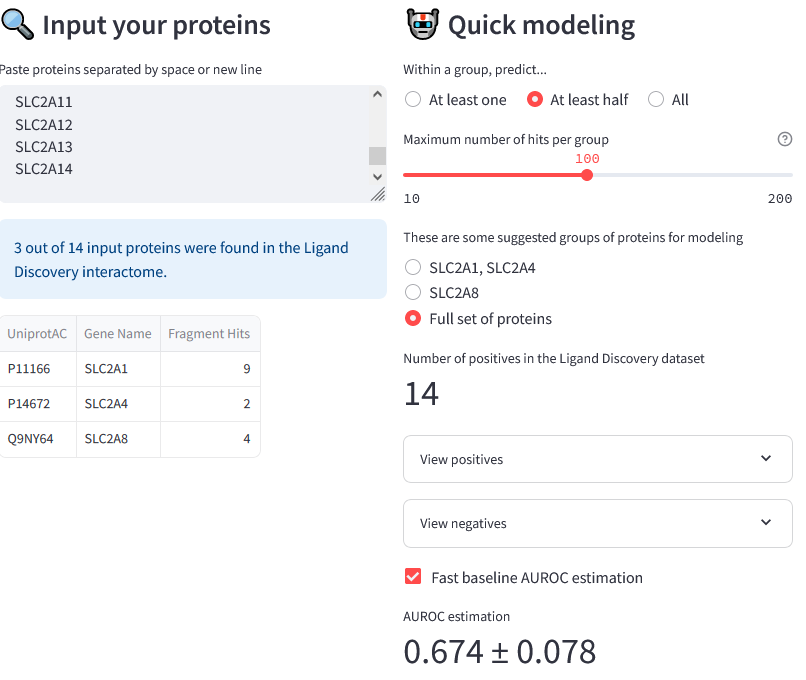 Input your proteins
Paste proteins separated by space or new line
SLC2A11
SLC2A12
SLC2A13
SLC2A14
3 out of 14 input proteins were found in the Ligand
Discovery interactome.
UniprotAC Gene Name Fragment Hits
P11166 SLC2A1 9
P14672 SLC2A4 2
Q9NY64 SLC2A8 4
Quick modeling
Within a group, predict...
At least one At least half All
Maximum number of hits per group
100
10 200
These are some suggested groups of proteins for modeling
SLC2A1, SLC2A4
SLC2A8
Full set of proteins
Number of positives in the Ligand Discovery dataset
14
View positives
View negatives
Fast baseline AUROC estimation
AUROC estimation
0.674 ± 0.078